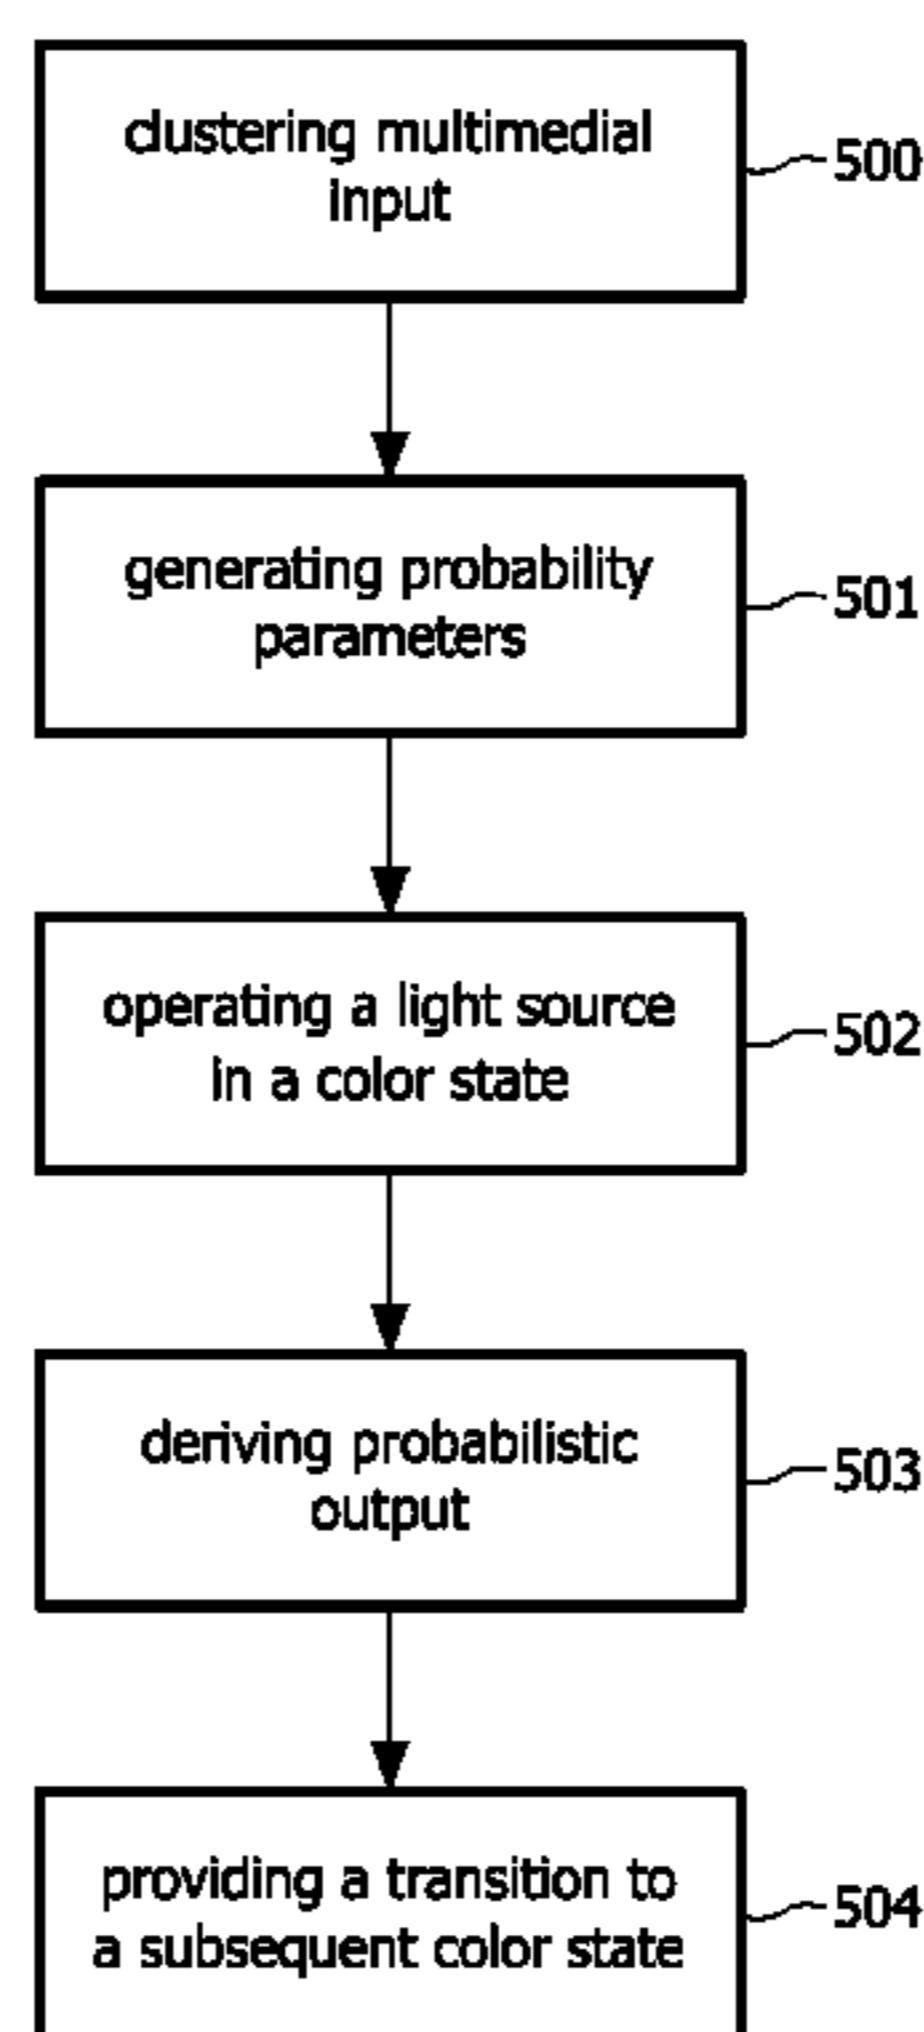 clustering multimedial
input
500
generating probability
parameters
501
operating a light source
in a color state
502
deriving probabilistic
output
503
providing a transition to
a subsequent color state
504